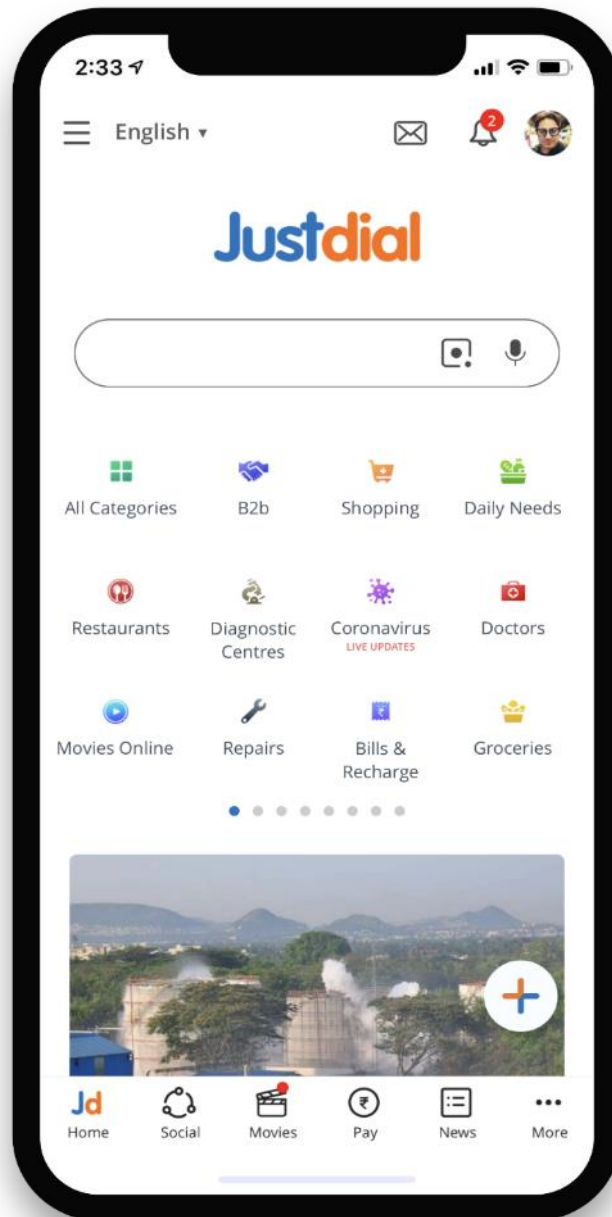 2:33
English
2
Justdial
All Categories
B2b
Shopping
Daily Needs
Restaurants
Diagnostic
Centres
Coronavirus
LIVE UPDATES
Doctors
Movies Online
Repairs
Bills &
Recharge
Groceries
Jd
Home
Social
Movies
₹
Pay
News
More